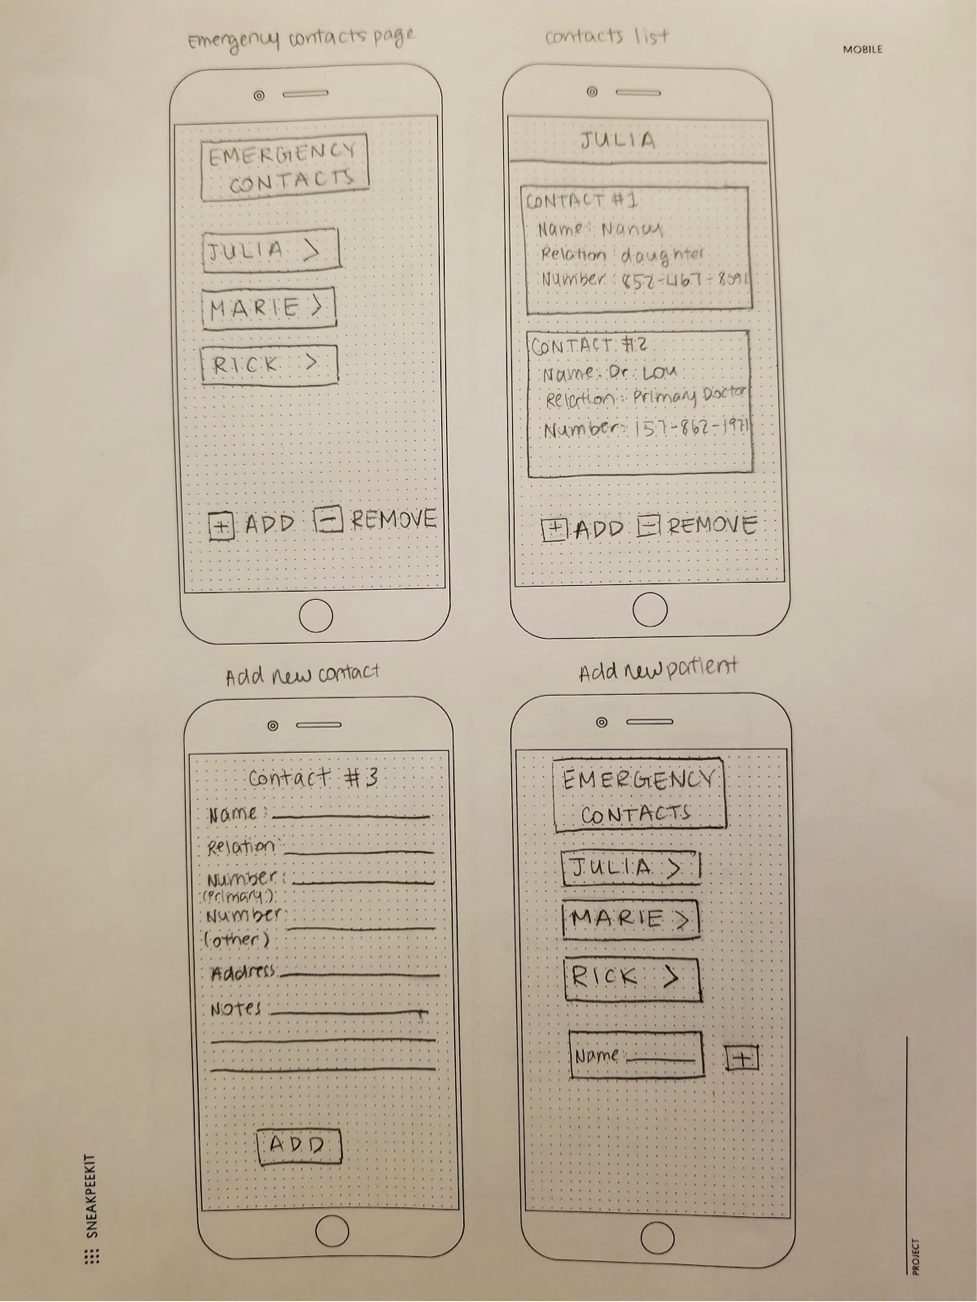 Emergency contacts page
EMERGENCY
CONTACTS
JULIA >
MARIE >
RICK >
+ ADD - REMOVE
contacts list
MOBILE
JULIA
CONTACT #1
Name: Nancy
Relation: daughter
Number: 852-467-8091
CONTACT #2
Name: Dr. Lou
Relation: Primary Doctor
Number: 157-862-1971
+ ADD - REMOVE
Add new contact
Contact #3
Name:
Relation:
Number:
(Primary):
Number:
(other)
Address:
Notes
ADD
Add new patient
EMERGENCY
CONTACTS
JULIA >
MARIE >
RICK >
Name +
SNEAKPEEKIT
PROJECT